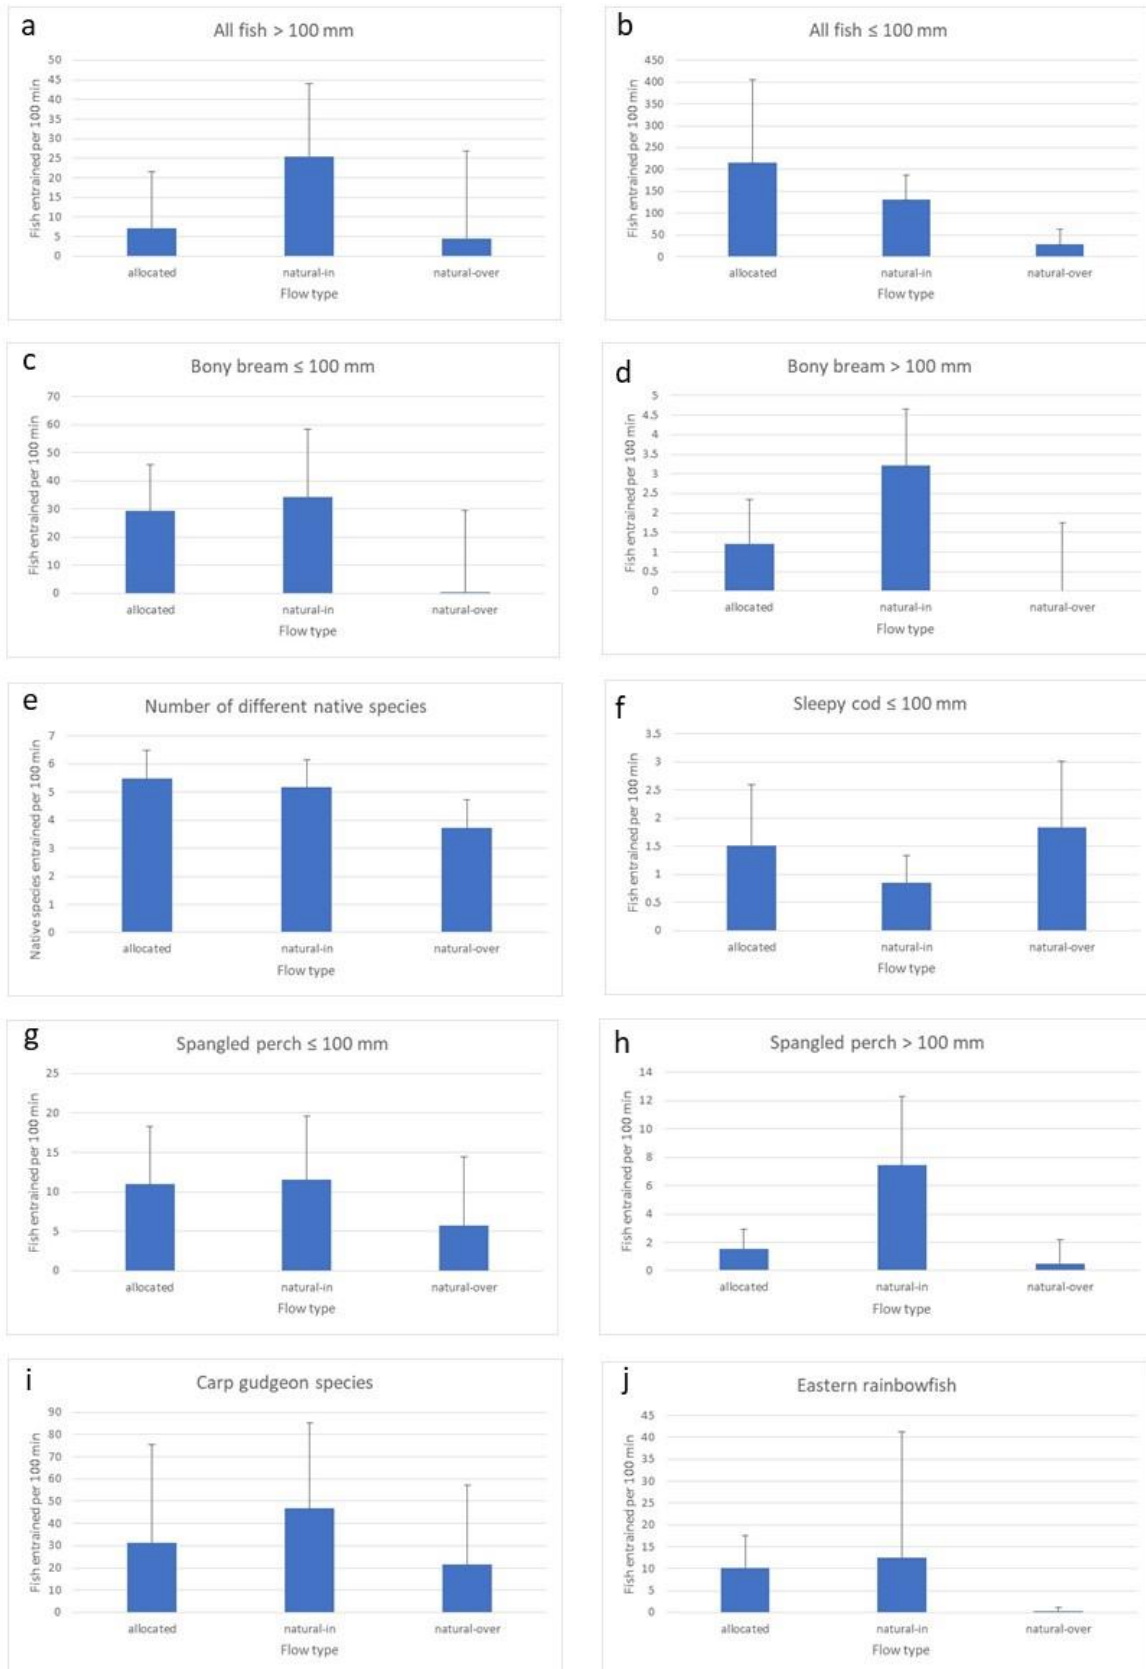 a
All fish > 100 mm
Fish entrained per 100 min
50
45
40
35
30
25
20
15
10
5
0
allocated natural-in natural-over
Flow type
b
All fish ≤ 100 mm
Fish entrained per 100 min
450
400
350
300
250
200
150
100
50
0
allocated natural-in natural-over
Flow type
c
Bony bream ≤ 100 mm
Fish entrained per 100 min
70
60
50
40
30
20
10
0
allocated natural-in natural-over
Flow type
d
Bony bream > 100 mm
Fish entrained per 100 min
5
4.5
4
3.5
3
2.5
2
1.5
1
0.5
0
allocated natural-in natural-over
Flow type
e
Number of different native species
Native species entrained per 100 min
7
6
5
4
3
2
1
0
allocated natural-in natural-over
Flow type
f
Sleepy cod ≤ 100 mm
Fish entrained per 100 min
3.5
3
2.5
2
1.5
1
0.5
0
allocated natural-in natural-over
Flow type
g
Spangled perch ≤ 100 mm
Fish entrained per 100 min
25
20
15
10
5
0
allocated natural-in natural-over
Flow type
h
Spangled perch > 100 mm
Fish entrained per 100 min
14
12
10
8
6
4
2
0
allocated natural-in natural-over
Flow type
i
Carp gudgeon species
Fish entrained per 100 min
90
80
70
60
50
40
30
20
10
0
allocated natural-in natural-over
Flow type
j
Eastern rainbowfish
Fish entrained per 100 min
45
40
35
30
25
20
15
10
5
0
allocated natural-in natural-over
Flow type